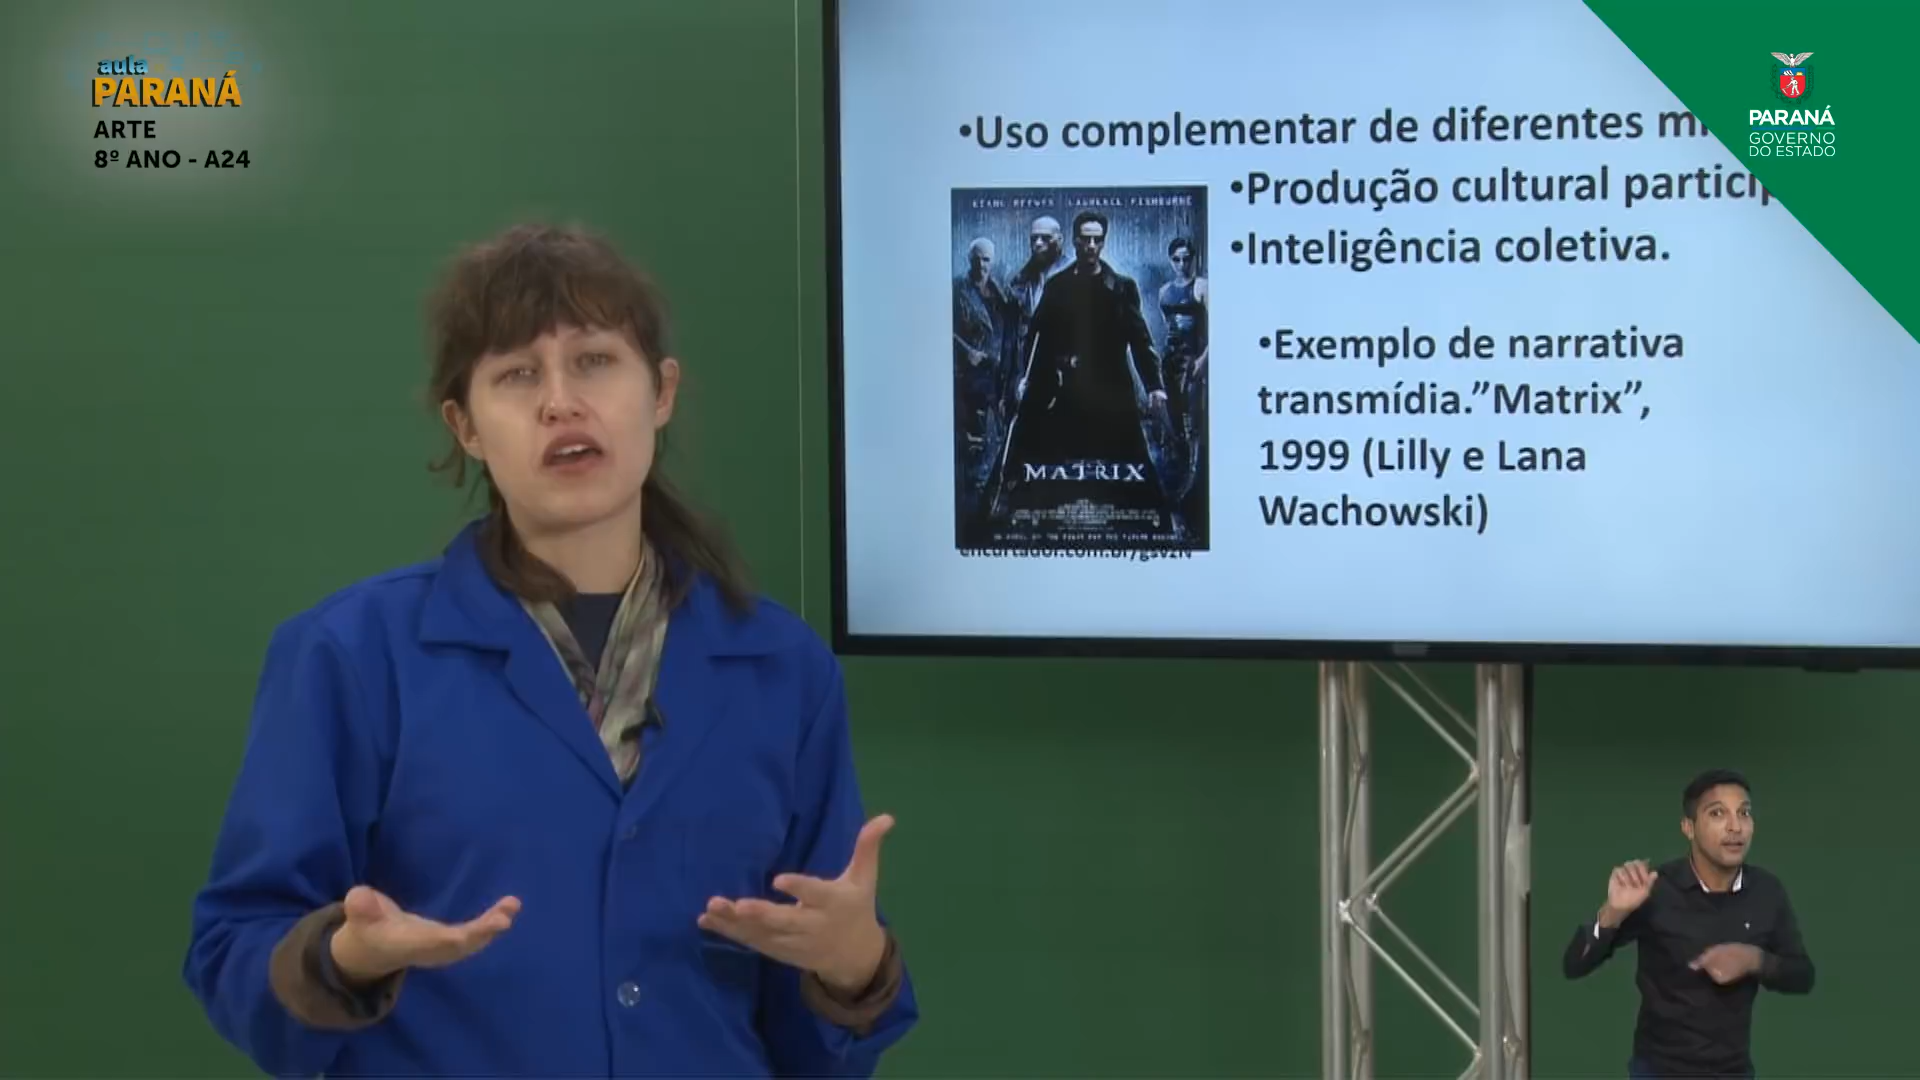 aula
PARANÁ
ARTE
8º ANO - A24
•Uso complementar de diferentes
•Produção cultural
•Inteligência coletiva.
•Exemplo de narrativa
transmídia.”Matrix”,
1999 (Lilly e Lana
Wachowski)
KEANU REEVES LAURENCE FISHBURNE
MATRIX
PARANÁ
GOVERNO
DO ESTADO